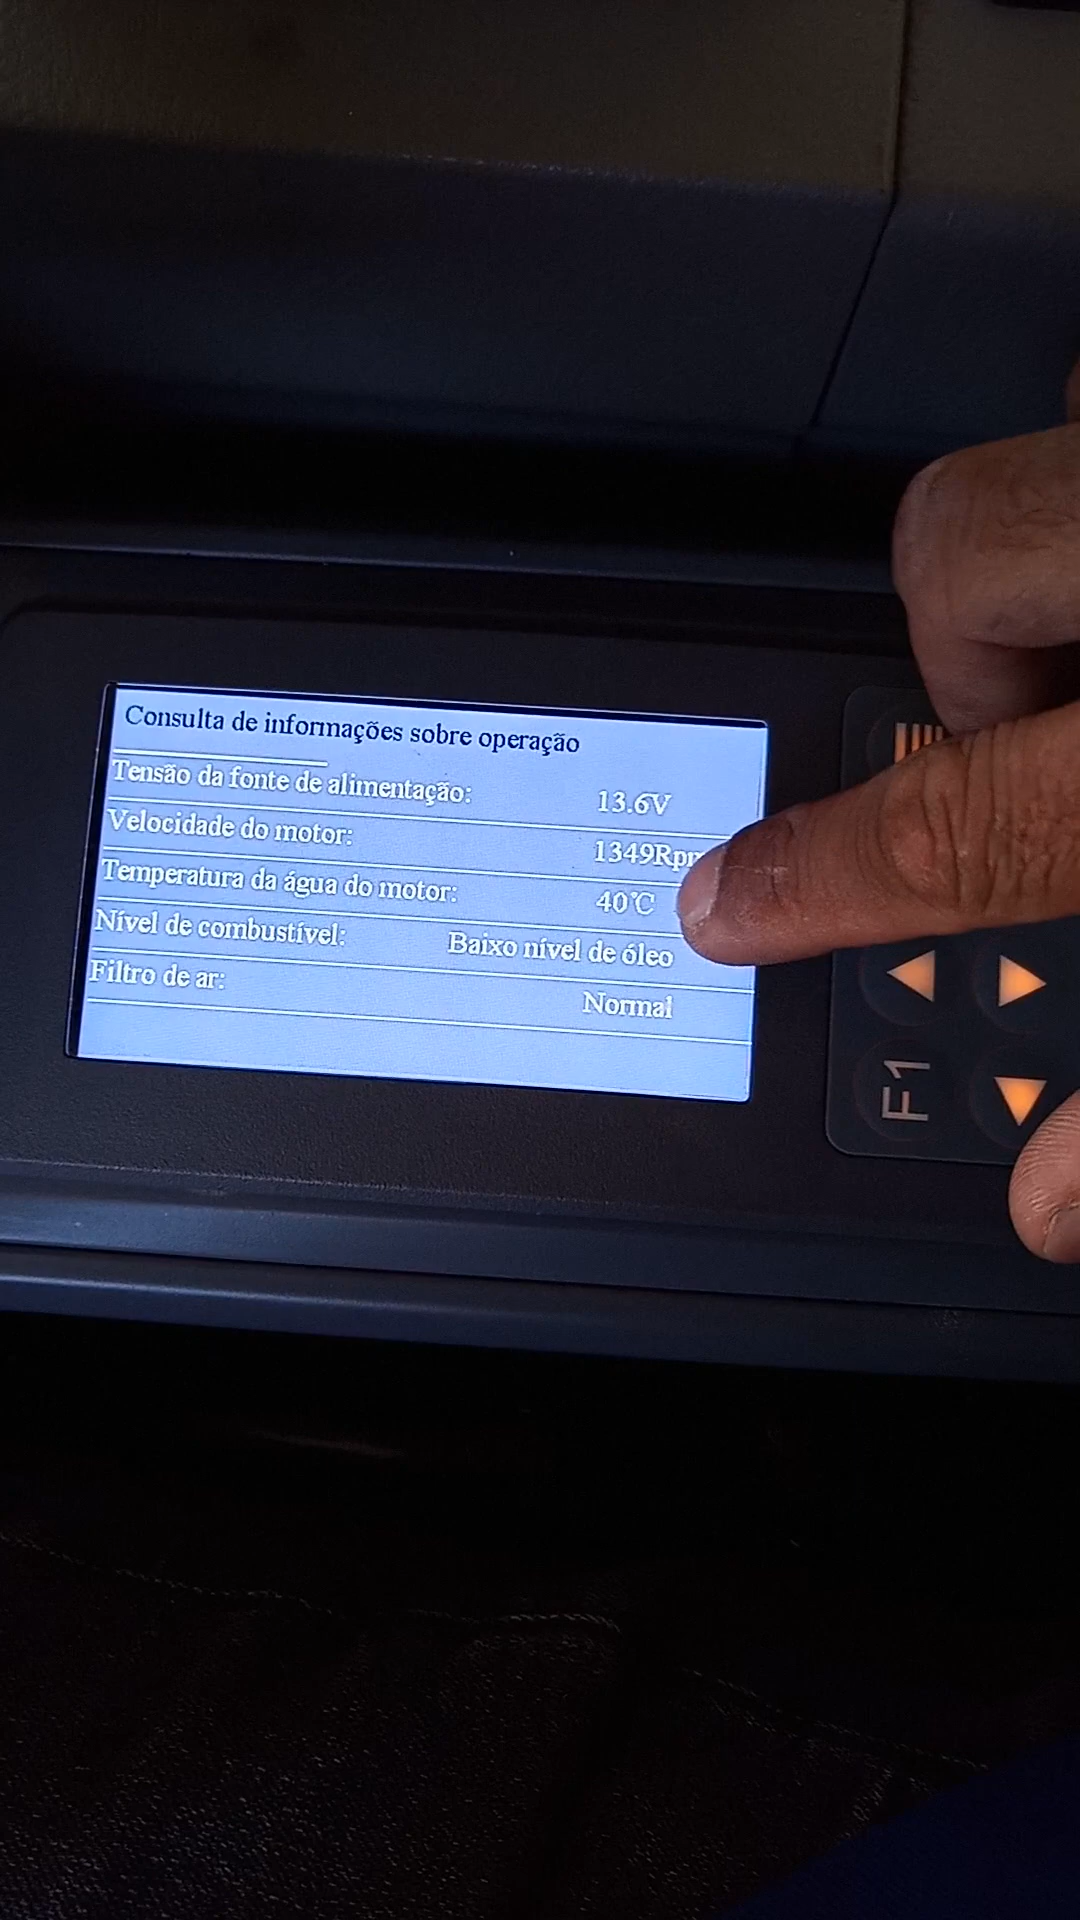 Consulta de informações sobre operação
Tensão da fonte de alimentação: 13.6V
Velocidade do motor: 1349Rpm
Temperatura da água do motor: 40℃
Nível de combustível: Baixo nível de óleo
Filtro de ar: Normal
F1